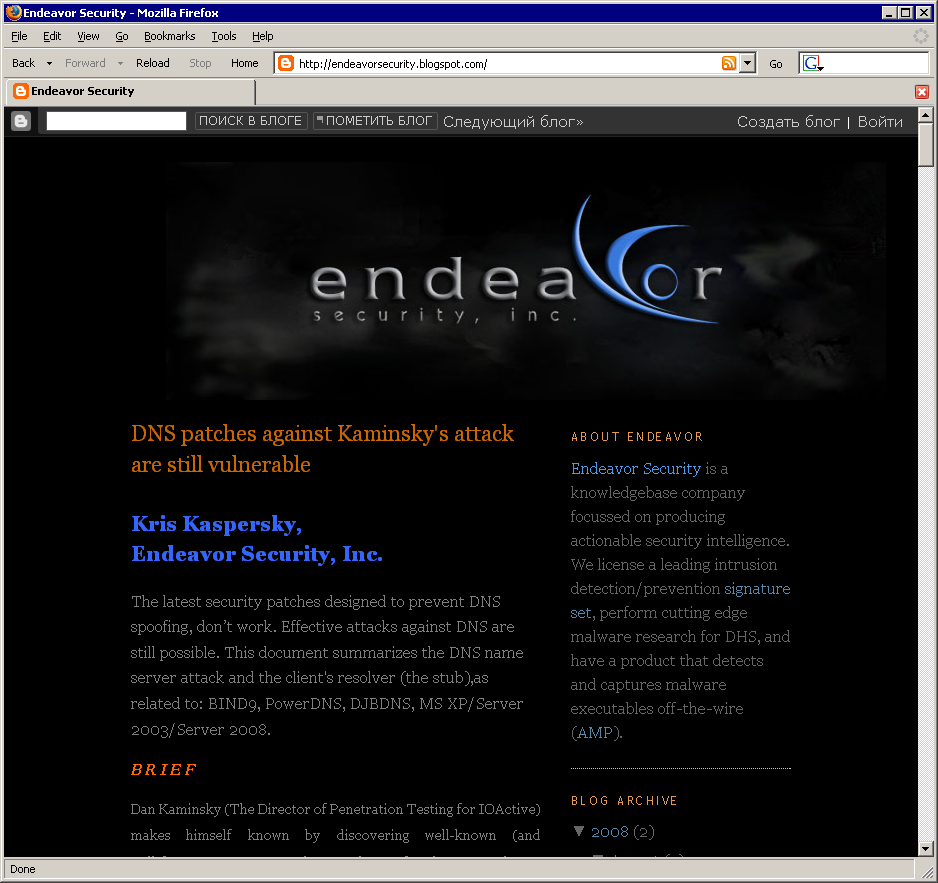 Endeavor Security - Mozilla Firefox
File Edit View Go Bookmarks Tools Help
Back Forward Reload Stop Home http://endeavorsecurity.blogspot.com/ Go
Endeavor Security
ПОИСК В БЛОГЕ ПОМЕТИТЬ БЛОГ Следующий блог» Создать блог | Войти
endeavor
security, inc.
DNS patches against Kaminsky's attack
are still vulnerable
Kris Kaspersky,
Endeavor Security, Inc.
The latest security patches designed to prevent DNS
spoofing, don't work. Effective attacks against DNS are
still possible. This document summarizes the DNS name
server attack and the client's resolver (the stub),as
related to: BIND9, PowerDNS, DJBDNS, MS XP/Server
2003/Server 2008.
BRIEF
Dan Kaminsky (The Director of Penetration Testing for IOActive)
makes himself known by discovering well-known (and
ABOUT ENDEAVOR
Endeavor Security is a
knowledgebase company
focussed on producing
actionable security intelligence.
We license a leading intrusion
detection/prevention signature
set, perform cutting edge
malware research for DHS, and
have a product that detects
and captures malware
executables off-the-wire
(AMP).
BLOG ARCHIVE
▼ 2008 (2)
Done